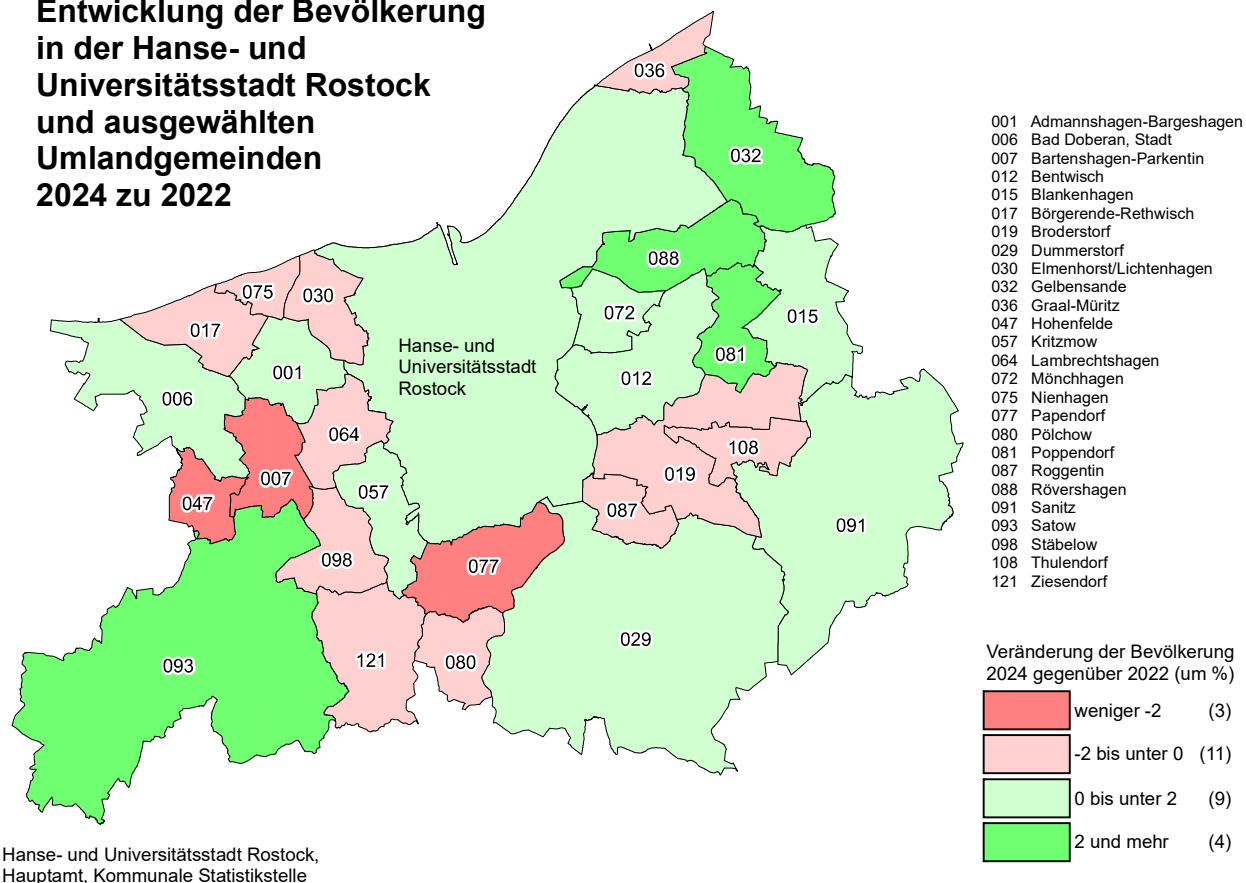 Entwicklung der Bevölkerung
in der Hanse- und
Universitätsstadt Rostock
und ausgewählten
Umlandgemeinden
2024 zu 2022
036
032
088
075
030
017
072
015
Hanse- und
Universitätsstadt
Rostock
081
001
012
006
064
108
007
019
057
047
087
091
098
077
029
093
121
080
001 Admannshagen-Bargeshagen
006 Bad Doberan, Stadt
007 Bartenshagen-Parkentin
012 Bentwisch
015 Blankenhagen
017 Börgerende-Rethwisch
019 Broderstorf
029 Dummerstorf
030 Elmenhorst/Lichtenhagen
032 Gelbensande
036 Graal-Müritz
047 Hohenfelde
057 Kritzmow
064 Lambrechtshagen
072 Mönchhagen
075 Nienhagen
077 Papendorf
080 Pölchow
081 Poppendorf
087 Roggentin
088 Rövershagen
091 Sanitz
093 Satow
098 Stäbelow
108 Thulendorf
121 Ziesendorf
Veränderung der Bevölkerung
2024 gegenüber 2022 (um %)
weniger -2 (3)
-2 bis unter 0 (11)
0 bis unter 2 (9)
2 und mehr (4)
Hanse- und Universitätsstadt Rostock,
Hauptamt, Kommunale Statistikstelle